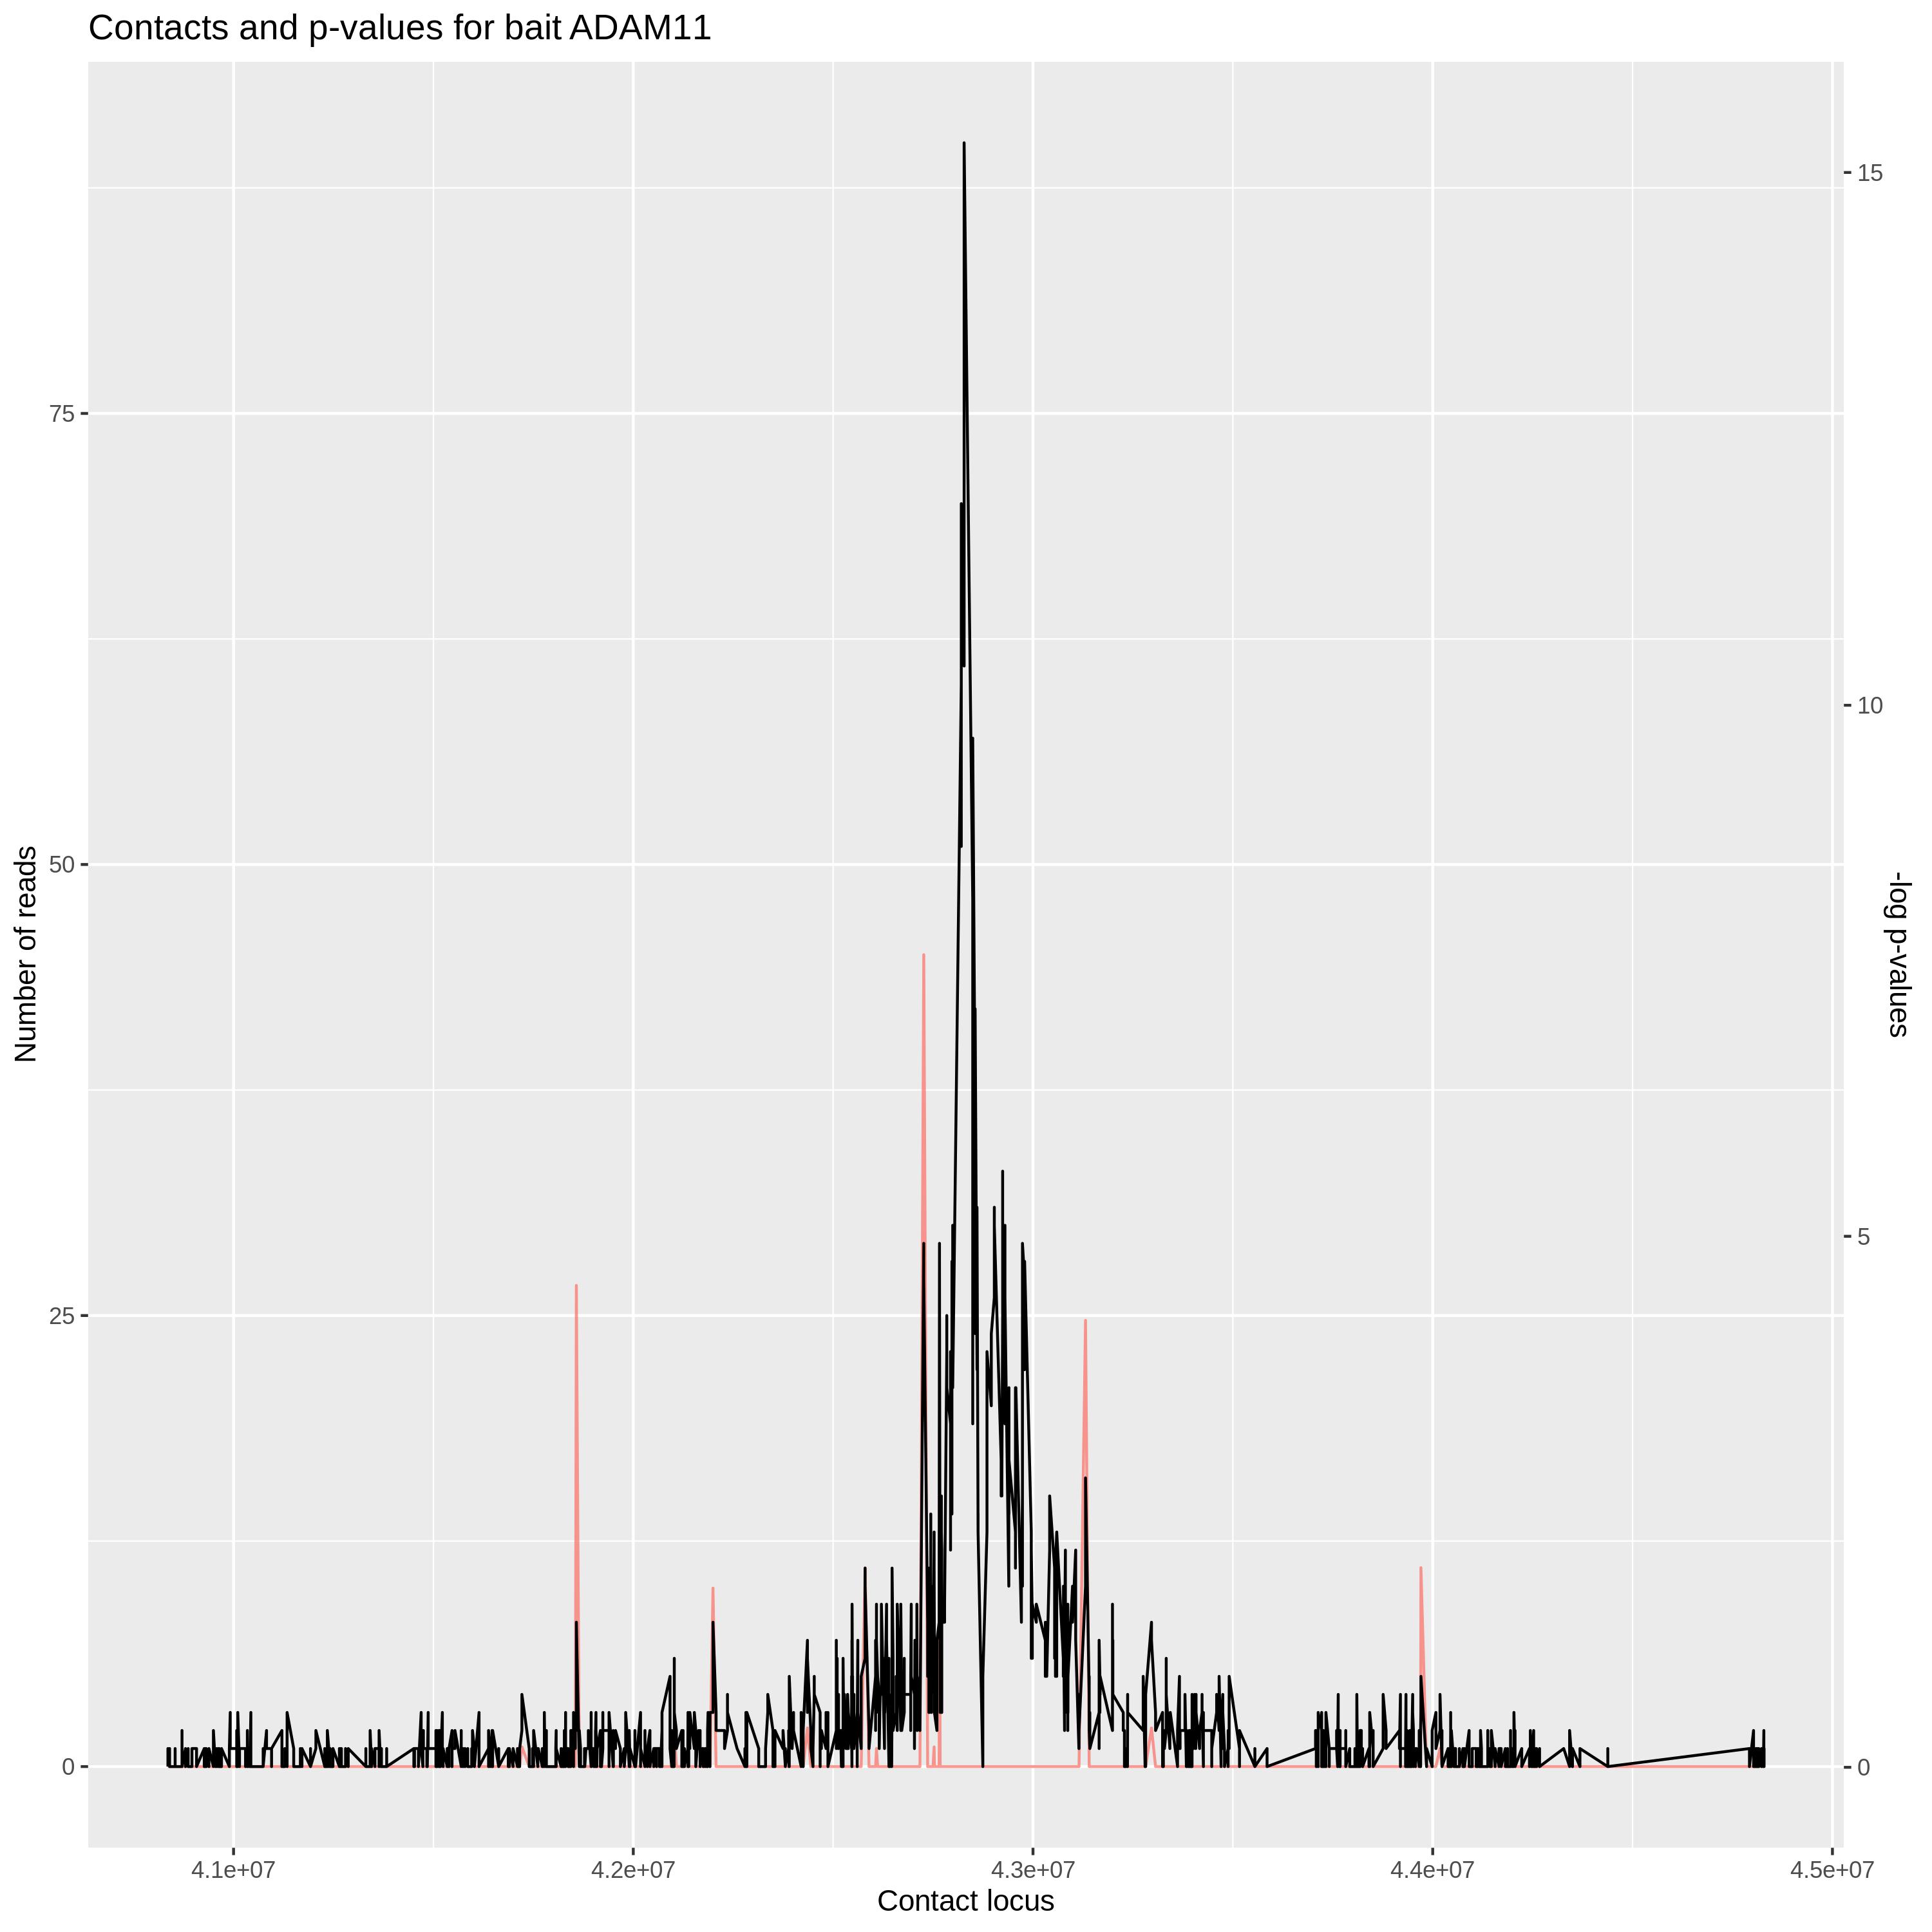 Contacts and p-values for bait ADAM11
Number of reads
75
50
25
0
15
10
5
0
-log p-values
4.1e+07
4.2e+07
4.3e+07
4.4e+07
4.5e+07
Contact locus